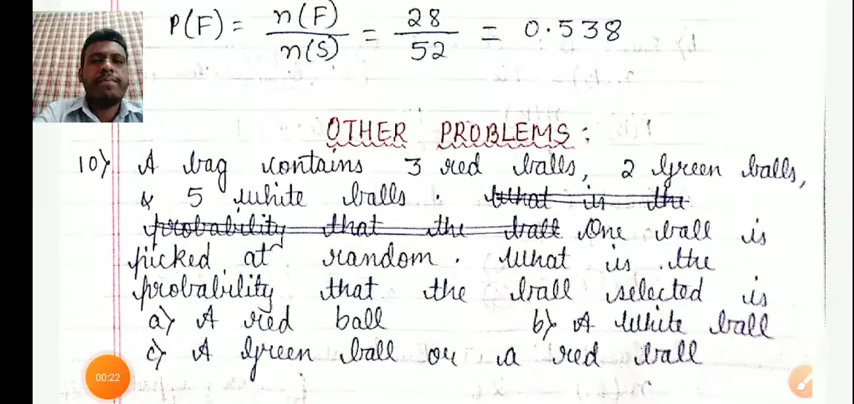 P(F) = n(F) / n(S) = 28 / 52 = 0.538
OTHER PROBLEMS :
10) A bag contains 3 red balls, 2 green balls,
& 5 white balls. What is the
probability that the ball One ball is
picked at random. What is the
probability that the ball selected is
a) A red ball b) A white ball
c) A green ball or a red ball
00:22